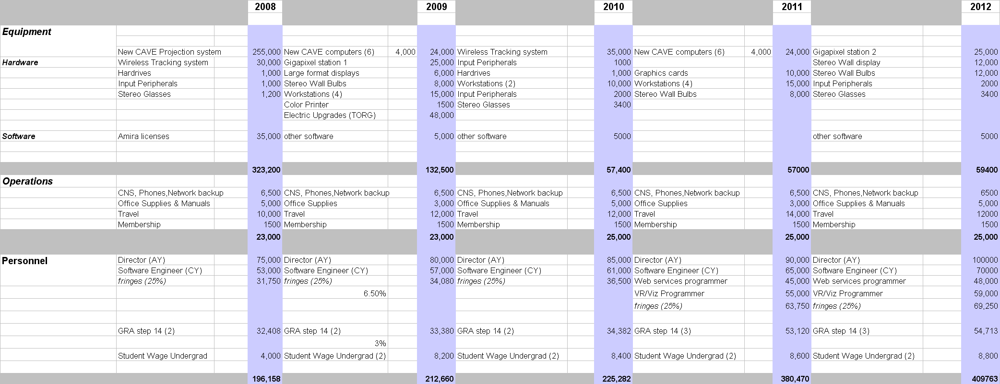 2008 2009 2010 2011 2012
Equipment
New CAVE Projection system 255,000 New CAVE computers (6) 4,000 24,000 Wireless Tracking system 35,000 New CAVE computers (6) 4,000 24,000 Gigapixel station 2 25,000
Hardware Wireless Tracking system 30,000 Gigapixel station 1 25,000 Input Peripherals 1000 Stereo Wall display 12,000
Hardrives 1,000 Large format displays 6,000 Hardrives 1,000 Graphics cards 10,000 Stereo Wall Bulbs 12,000
Input Peripherals 1,000 Stereo Wall Bulbs 8,000 Workstations (2) 10,000 Workstations (4) 15,000 Input Peripherals 2000
Stereo Glasses 1,200 Workstations (4) 15,000 Input Peripherals 2000 Stereo Wall Bulbs 8,000 Stereo Glasses 3400
Color Printer 1500 Stereo Glasses 3400
Electric Upgrades (TORG) 48,000
Software Amira licenses 35,000 other software 5,000 other software 5000 other software 5000
323,200 132,500 57,400 57000 59400
Operations
CNS, Phones,Network backup 6,500 CNS, Phones,Network backup 6,500 CNS, Phones,Network backup 6,500 CNS, Phones,Network backup 6,500 CNS, Phones,Network backup 6500
Office Supplies & Manuals 5,000 Office Supplies 3,000 Office Supplies & Manuals 5,000 Office Supplies 3,000 Office Supplies & Manuals 5,000
Travel 10,000 Travel 12,000 Travel 12,000 Travel 14,000 Travel 12000
Membership 1500 Membership 1500 Membership 1500 Membership 1500 Membership 1500
23,000 23,000 25,000 25,000 25,000
Personnel Director (AY) 75,000 Director (AY) 80,000 Director (AY) 85,000 Director (AY) 90,000 Director (AY) 100000
Software Engineer (CY) 53,000 Software Engineer (CY) 57,000 Software Engineer (CY) 61,000 Software Engineer (CY) 65,000 Software Engineer (CY) 70000
fringes (25%) 31,750 fringes (25%) 34,080 fringes (25%) 36,500 Web services programmer 45,000 Web services programmer 48,000
6.50% VR/Viz Programmer 55,000 VR/Viz Programmer 59,000
fringes (25%) 63,750 fringes (25%) 69,250
GRA step 14 (2) 32,408 GRA step 14 (2) 33,380 GRA step 14 (2) 34,382 GRA step 14 (3) 53,120 GRA step 14 (3) 54,713
3%
Student Wage Undergrad 4,000 Student Wage Undergrad (2) 8,200 Student Wage Undergrad (2) 8,400 Student Wage Undergrad (2) 8,600 Student Wage Undergrad (2) 8,800
196,158 212,660 225,282 380,470 409763